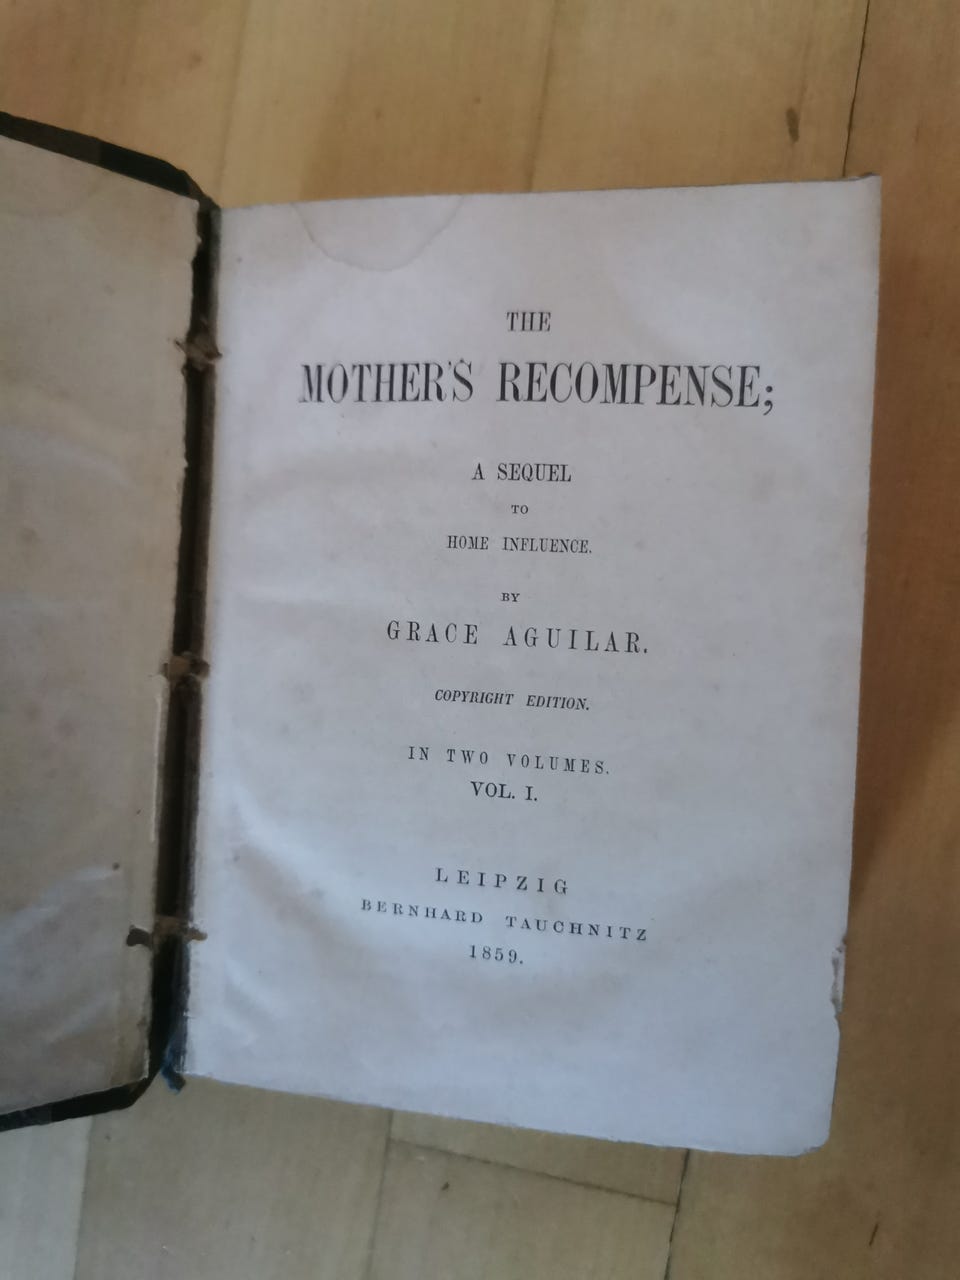 THE
MOTHER'S RECOMPENSE;
A SEQUEL
TO
HOME INFLUENCE.
BY
GRACE AGUILAR.
COPYRIGHT EDITION.
IN TWO VOLUMES.
VOL. I.
LEIPZIG
BERNHARD TAUCHNITZ
1859.